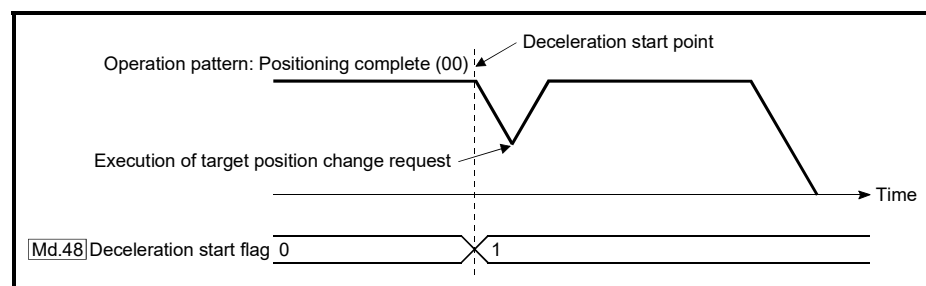 Deceleration start point
Operation pattern: Positioning complete (00)
Execution of target position change request
Time
Md.48 Deceleration start flag 0 1